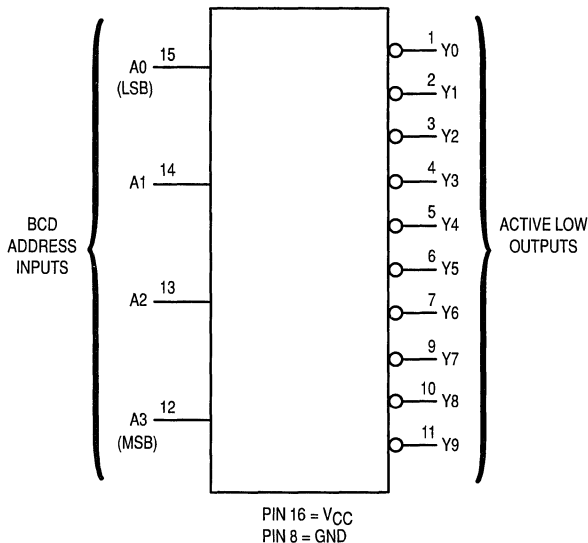 15
A0
(LSB)
14
A1
13
A2
12
A3
(MSB)
BCD
ADDRESS
INPUTS
1 Y0
2 Y1
3 Y2
4 Y3
5 Y4
6 Y5
7 Y6
9 Y7
10 Y8
11 Y9
ACTIVE LOW
OUTPUTS
PIN 16 = VCC
PIN 8 = GND